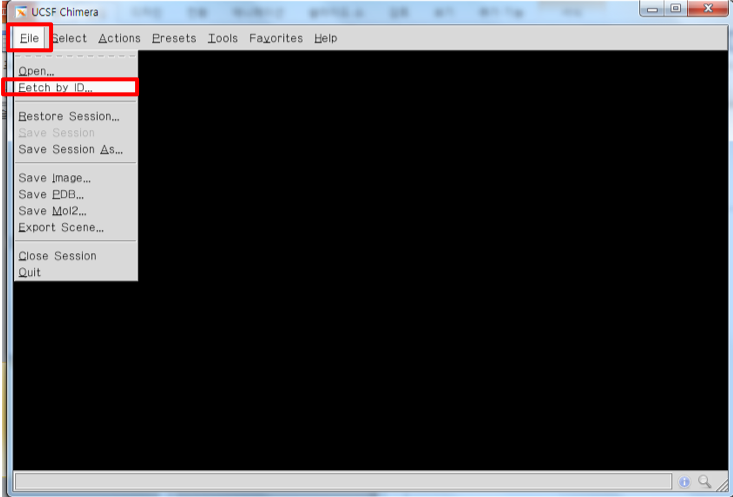 UCSF Chimera
File Select Actions Presets Tools Favorites Help
Open...
Fetch by ID...
Restore Session...
Save Session
Save Session As...
Save Image...
Save PDB...
Save Mol2...
Export Scene...
Close Session
Quit